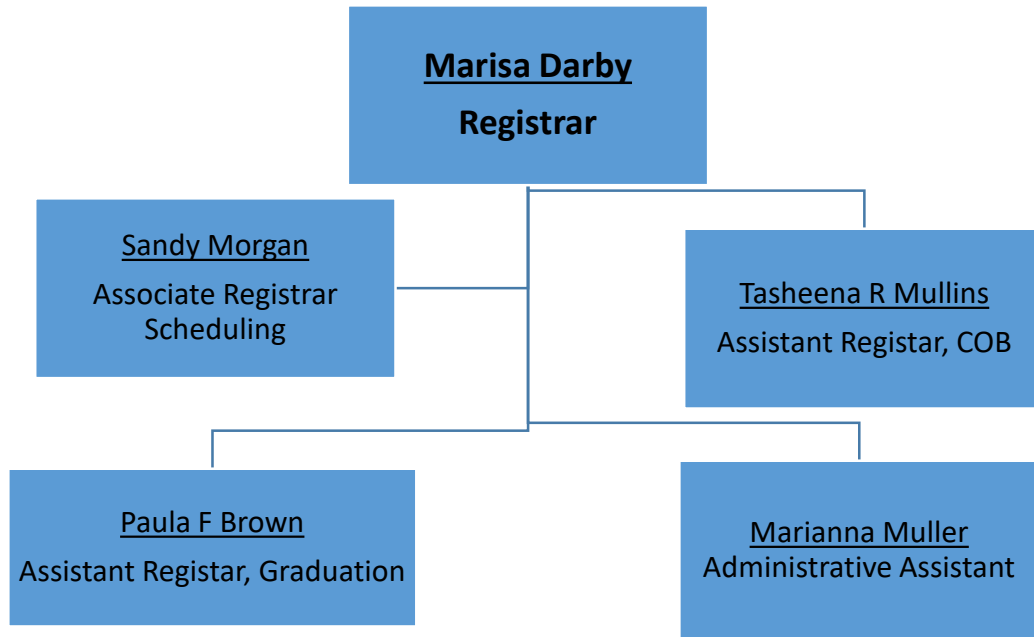 Marisa Darby
Registrar
Sandy Morgan
Associate Registrar
Scheduling
Tasheena R Mullins
Assistant Registar, COB
Paula F Brown
Assistant Registar, Graduation
Marianna Muller
Administrative Assistant